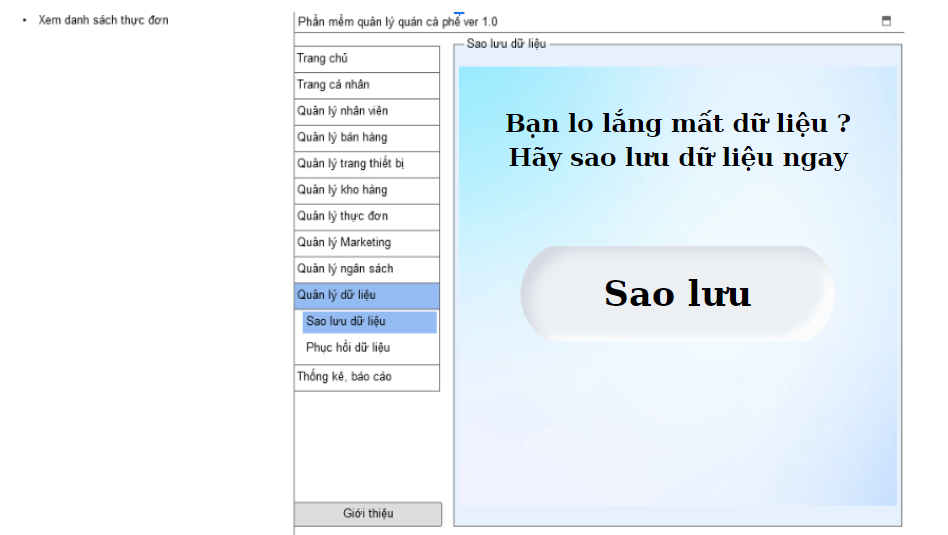 • Xem danh sách thực đơn
Phần mềm quản lý quán cà phê ver 1.0
Trang chủ
Trang cá nhân
Quản lý nhân viên
Quản lý bán hàng
Quản lý trang thiết bị
Quản lý kho hàng
Quản lý thực đơn
Quản lý Marketing
Quản lý ngân sách
Quản lý dữ liệu
Sao lưu dữ liệu
Phục hồi dữ liệu
Thống kê, báo cáo
Giới thiệu
Sao lưu dữ liệu
Bạn lo lắng mất dữ liệu ?
Hãy sao lưu dữ liệu ngay
Sao lưu